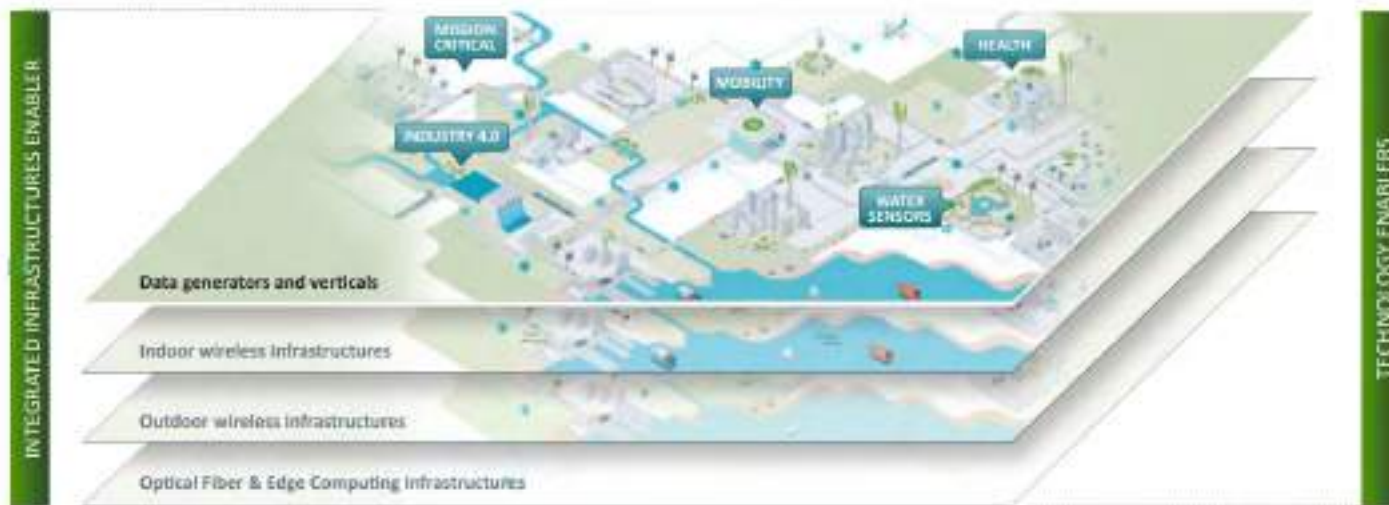 INTEGRATED INFRASTRUCTURES ENABLER
MISSION
CRITICAL
HEALTH
MOBILITY
INDUSTRY 4.0
WATER
SENSORS
Data generators and verticals
Indoor wireless Infrastructures
Outdoor wireless Infrastructures
Optical Fiber & Edge Computing Infrastructures
TECHNOLOGY ENABLERS